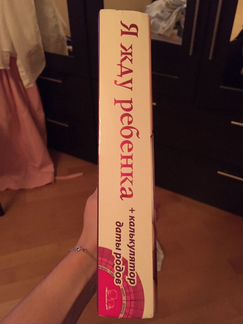 Я жду ребенка
+ калькулятор
даты родов